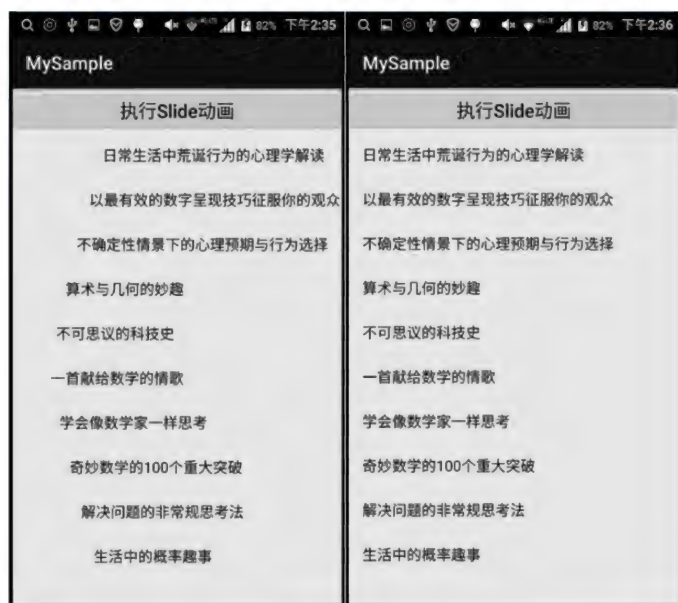 82% 下午2:35
MySample
执行Slide动画
日常生活中荒诞行为的心理学解读
以最有效的数字呈现技巧征服你的观众
不确定性情景下的心理预期与行为选择
算术与几何的妙趣
不可思议的科技史
一首献给数学的情歌
学会像数学家一样思考
奇妙数学的100个重大突破
解决问题的非常规思考法
生活中的概率趣事
82% 下午2:36
MySample
执行Slide动画
日常生活中荒诞行为的心理学解读
以最有效的数字呈现技巧征服你的观众
不确定性情景下的心理预期与行为选择
算术与几何的妙趣
不可思议的科技史
一首献给数学的情歌
学会像数学家一样思考
奇妙数学的100个重大突破
解决问题的非常规思考法
生活中的概率趣事